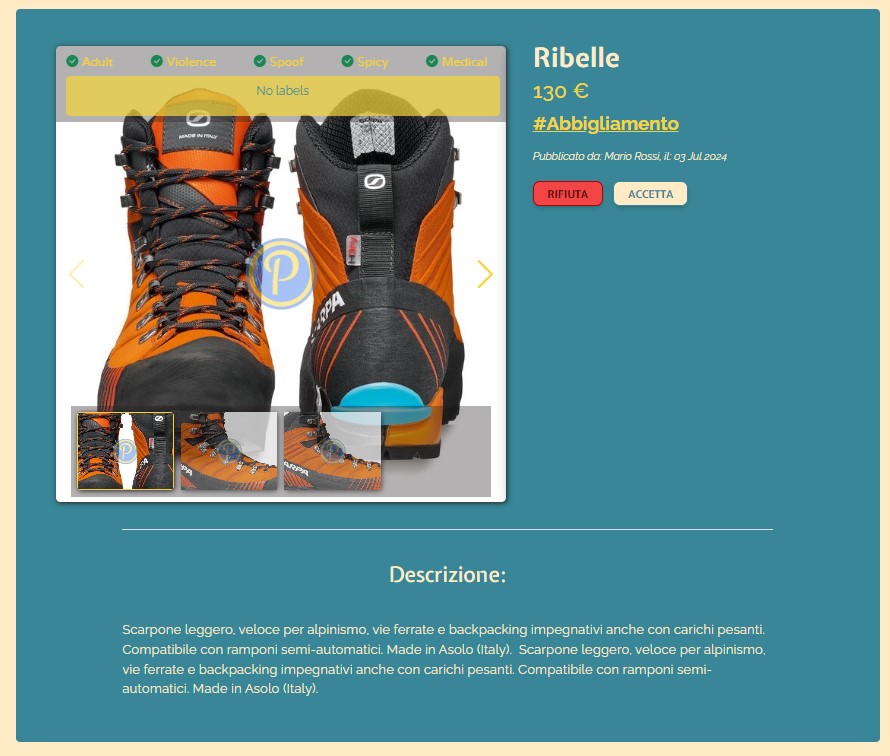 Adult Violence Spoof Spicy Medical
No labels
MADE IN ITALY
ARPA
P
ARPA
ARPA
Ribelle
130 €
#Abbigliamento
Pubblicato da: Mario Rossi, il: 03 Jul 2024
RIFIUTA ACCETTA
Descrizione:
Scarpone leggero, veloce per alpinismo, vie ferrate e backpacking impegnativi anche con carichi pesanti.
Compatibile con ramponi semi-automatici. Made in Asolo (Italy). Scarpone leggero, veloce per alpinismo,
vie ferrate e backpacking impegnativi anche con carichi pesanti. Compatibile con ramponi semi-
automatici. Made in Asolo (Italy).